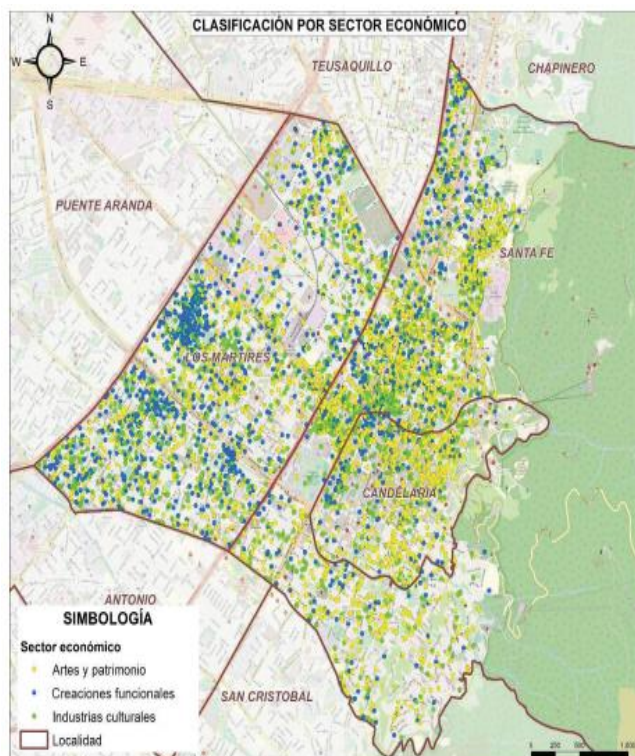 CLASIFICACIÓN POR SECTOR ECONÓMICO
N
W E
S
TEUSAQUILLO
CHAPINERO
PUENTE ARANDA
SANTA FE
LOS MARTIRES
CANDELARIA
ANTONIO
SAN CRISTOBAL
SIMBOLOGÍA
Sector económico
Artes y patrimonio
Creaciones funcionales
Industrias culturales
Localidad